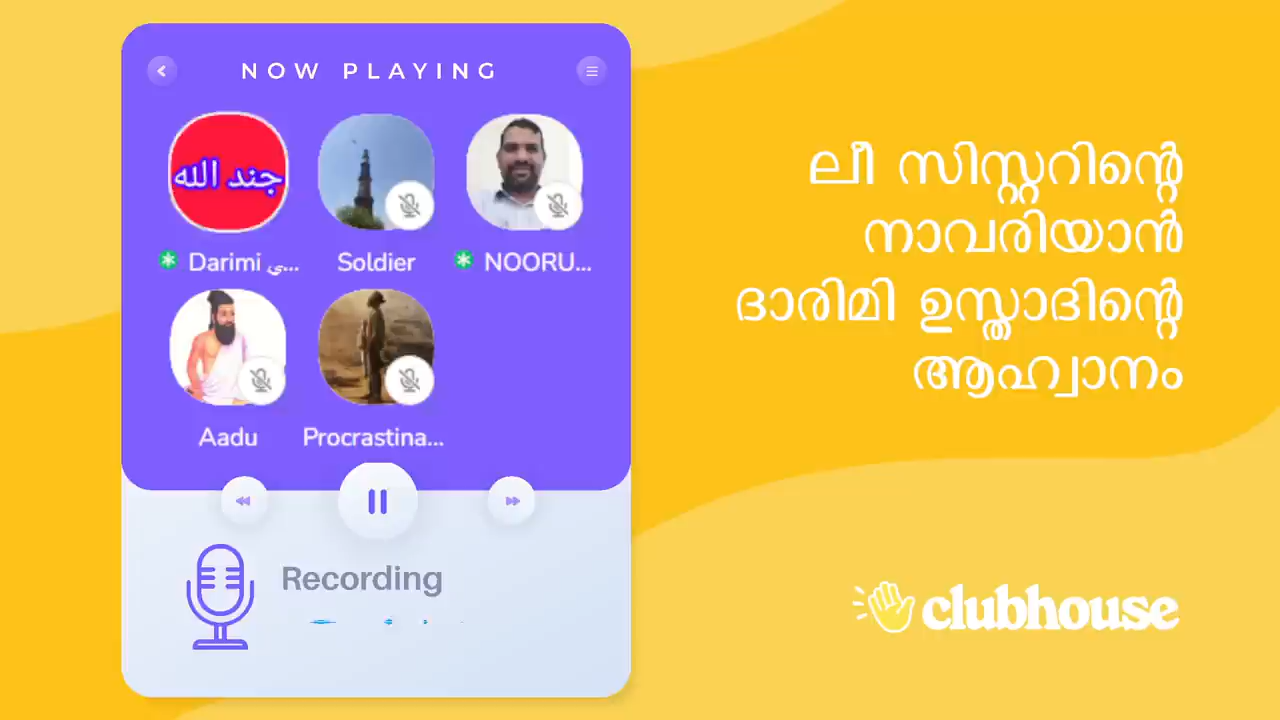 NOW PLAYING
جند الله
Darimi ي...
Soldier
NOORU...
Aadu
Procrastina...
Recording
ലീ സിസ്റ്ററിന്റെ
നാവരിയാൻ
ദാരിമി ഉസ്താദിന്റെ
ആഹ്വാനം
clubhouse